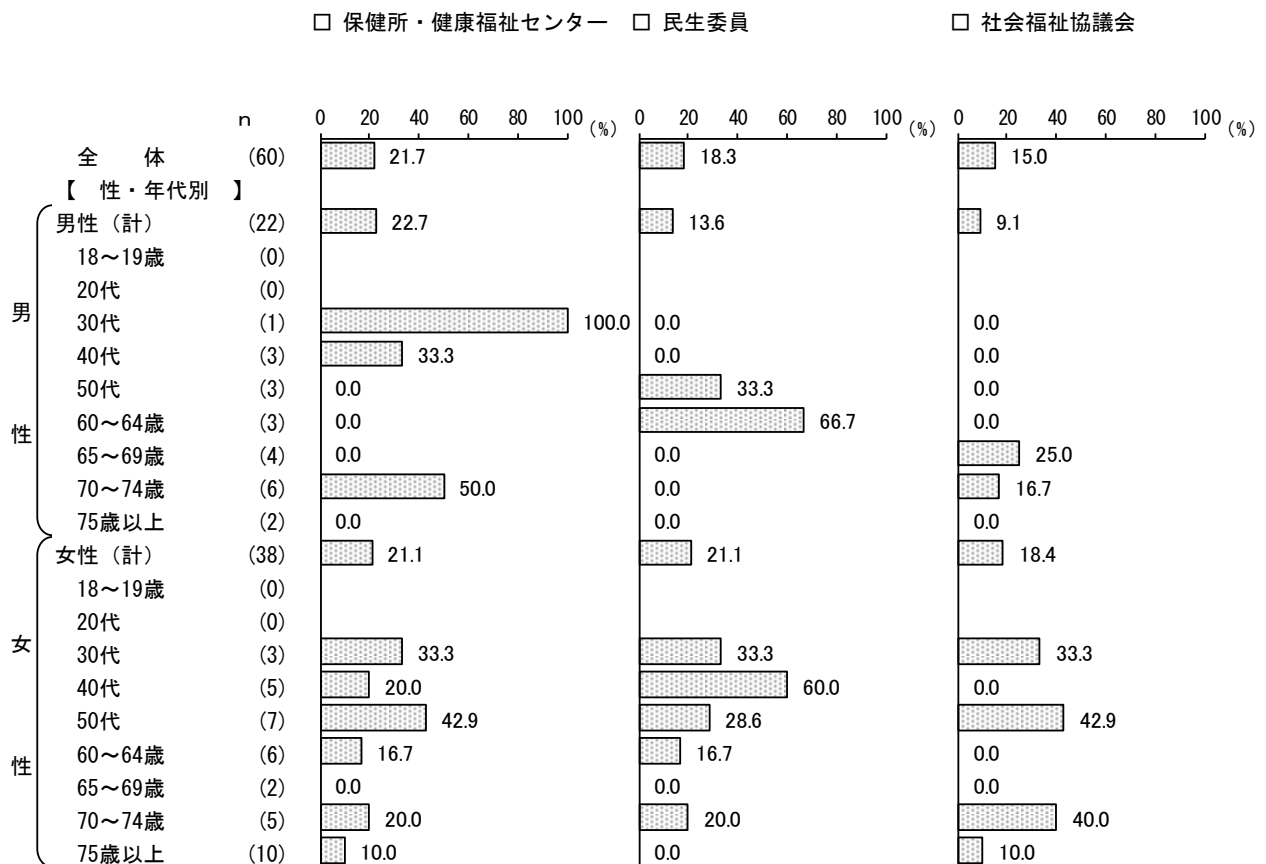 □ 保健所・健康福祉センター □ 民生委員 □ 社会福祉協議会
n 0 20 40 60 80 100 (%) 0 20 40 60 80 100 (%) 0 20 40 60 80 100 (%)
全 体 (60) 21.7 18.3 15.0
【 性・年代別 】
男性（計） (22) 22.7 13.6 9.1
18～19歳 (0)
20代 (0)
男 30代 (1) 100.0 0.0 0.0
40代 (3) 33.3 0.0 0.0
50代 (3) 0.0 33.3 0.0
性 60～64歳 (3) 0.0 66.7 0.0
65～69歳 (4) 0.0 0.0 25.0
70～74歳 (6) 50.0 0.0 16.7
75歳以上 (2) 0.0 0.0 0.0
女性（計） (38) 21.1 21.1 18.4
18～19歳 (0)
20代 (0)
女 30代 (3) 33.3 33.3 33.3
40代 (5) 20.0 60.0 0.0
50代 (7) 42.9 28.6 42.9
性 60～64歳 (6) 16.7 16.7 0.0
65～69歳 (2) 0.0 0.0 0.0
70～74歳 (5) 20.0 20.0 40.0
75歳以上 (10) 10.0 0.0 10.0